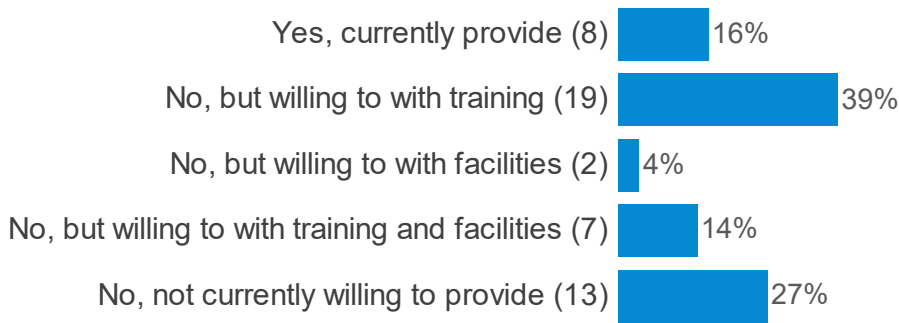 Yes, currently provide (8) 16%
No, but willing to with training (19) 39%
No, but willing to with facilities (2) 4%
No, but willing to with training and facilities (7) 14%
No, not currently willing to provide (13) 27%